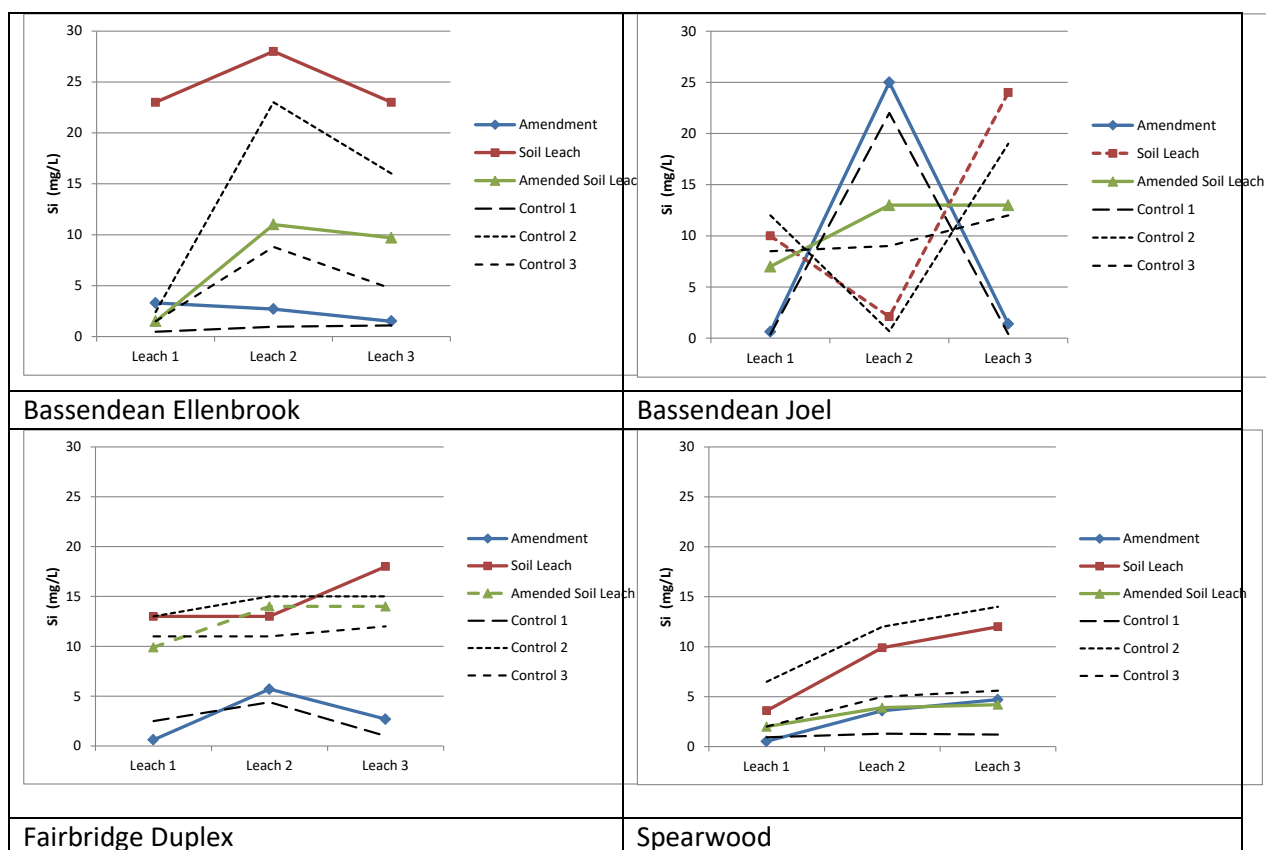 30
25
20
15
10
5
0
Si (mg/L)
Leach 1 Leach 2 Leach 3
Amendment
Soil Leach
Amended Soil Leach
Control 1
Control 2
Control 3
30
25
20
15
10
5
0
Si (mg/L)
Leach 1 Leach 2 Leach 3
Amendment
Soil Leach
Amended Soil Leach
Control 1
Control 2
Control 3
Bassendean Ellenbrook
Bassendean Joel
30
25
20
15
10
5
0
Si (mg/L)
Leach 1 Leach 2 Leach 3
Amendment
Soil Leach
Amended Soil Leach
Control 1
Control 2
Control 3
30
25
20
15
10
5
0
Si (mg/L)
Leach 1 Leach 2 Leach 3
Amendment
Soil Leach
Amended Soil Leach
Control 1
Control 2
Control 3
Fairbridge Duplex
Spearwood